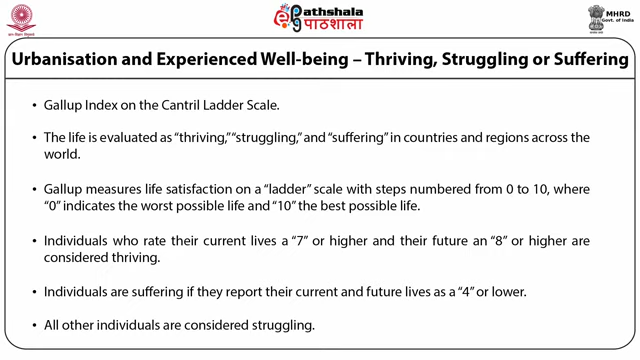 Pathshala
पाठशाला
MHRD
Govt. of India
Urbanisation and Experienced Well-being – Thriving, Struggling or Suffering
• Gallup Index on the Cantril Ladder Scale.
• The life is evaluated as “thriving,” “struggling,” and “suffering” in countries and regions across the
world.
• Gallup measures life satisfaction on a “ladder” scale with steps numbered from 0 to 10, where
“0” indicates the worst possible life and “10” the best possible life.
• Individuals who rate their current lives a “7” or higher and their future an “8” or higher are
considered thriving.
• Individuals are suffering if they report their current and future lives as a “4” or lower.
• All other individuals are considered struggling.